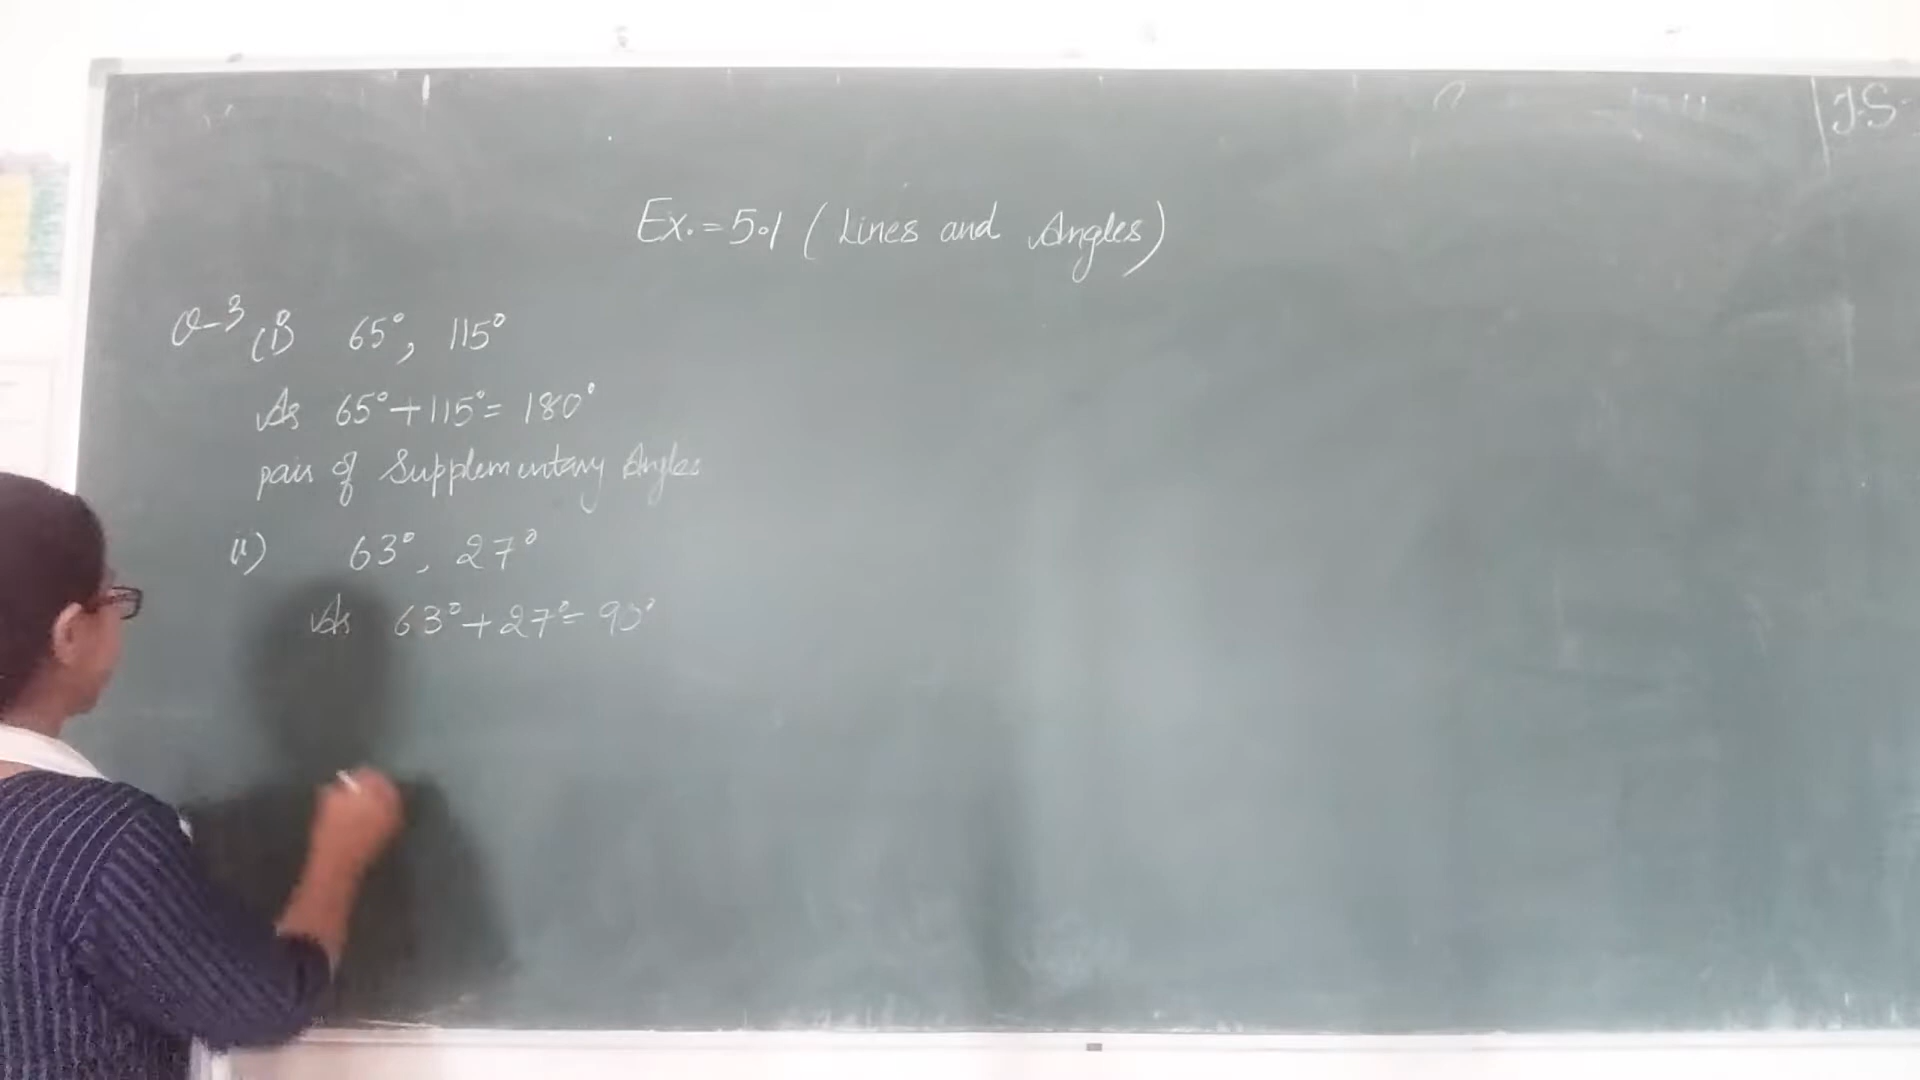 Ex. = 5.1 (Lines and Angles)
J.S.
Q-3 (i) 65°, 115°
As 65° + 115° = 180°
pair of Supplementary Angles
ii) 63°, 27°
As 63° + 27° = 90°